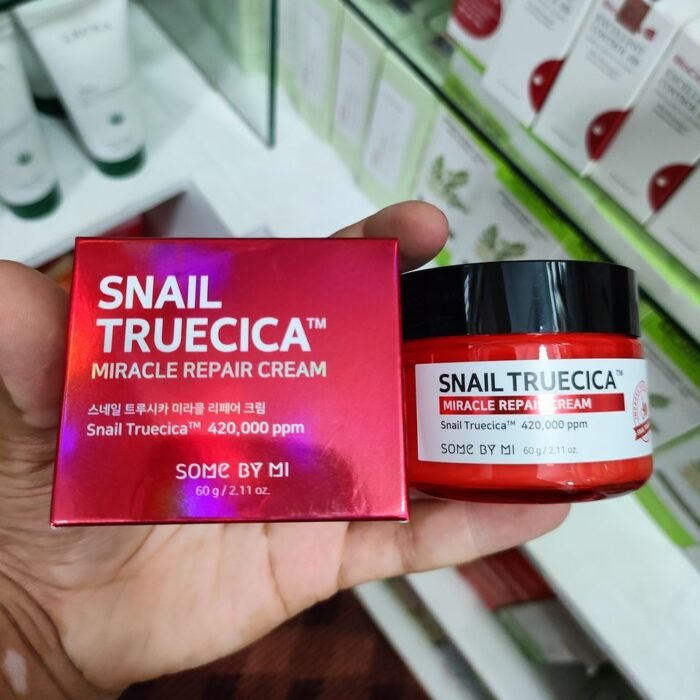 SNAIL
TRUECICA™
MIRACLE REPAIR CREAM
스네일 트루시카 미라클 리페어 크림
Snail Truecica™ 420,000 ppm
SOME BY MI
60 g / 2.11 oz.
SNAIL TRUECICA™
MIRACLE REPAIR CREAM
Snail Truecica™ 420,000 ppm
SOME BY MI 60 g / 2.11 oz.